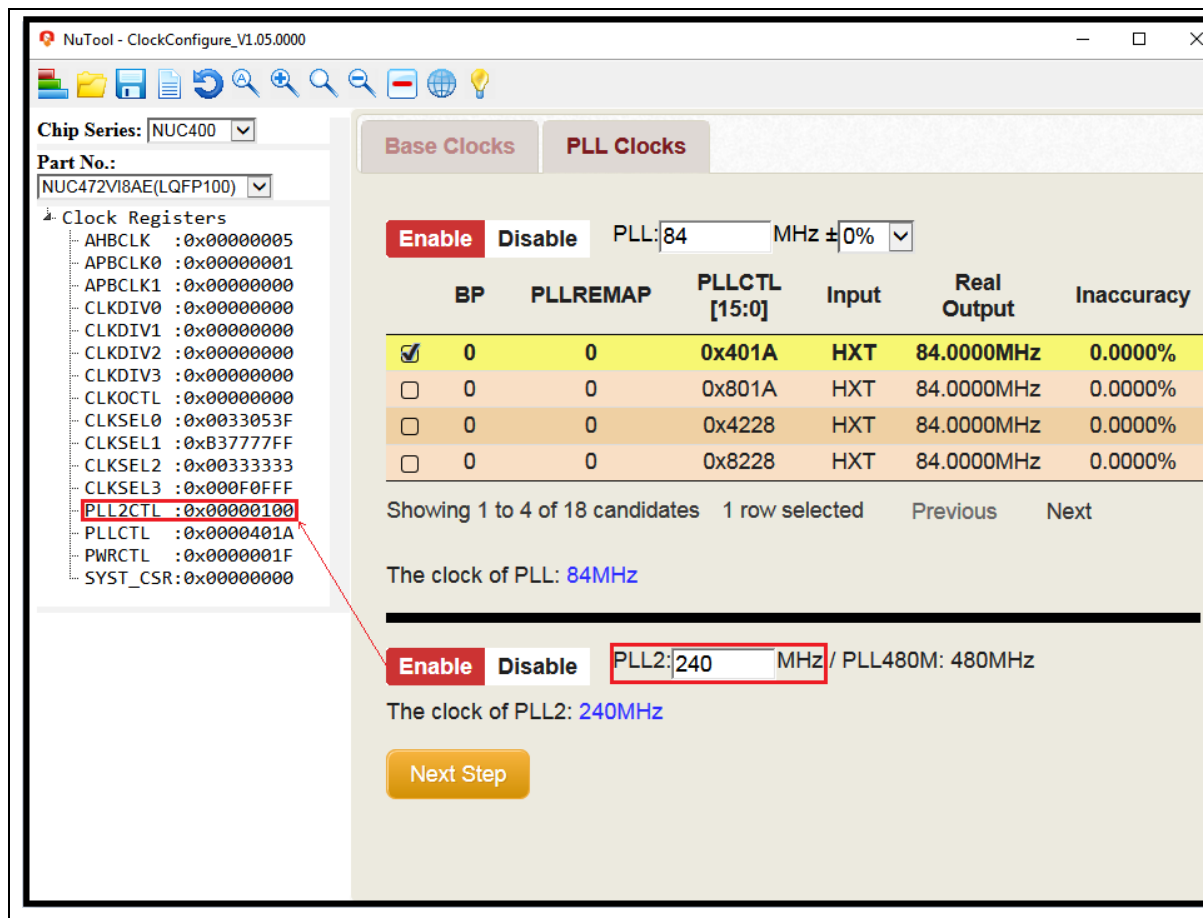 NuTool - ClockConfigure_V1.05.0000
Chip Series: NUC400
Part No.:
NUC472VI8AE(LQFP100)
Clock Registers
AHBCLK :0x00000005
APBCLK0 :0x00000001
APBCLK1 :0x00000000
CLKDIV0 :0x00000000
CLKDIV1 :0x00000000
CLKDIV2 :0x00000000
CLKDIV3 :0x00000000
CLKOCTL :0x00000000
CLKSEL0 :0x0033053F
CLKSEL1 :0xB37777FF
CLKSEL2 :0x00333333
CLKSEL3 :0x000F0FFF
PLL2CTL :0x00000100
PLLCTL :0x0000401A
PWRCTL :0x0000001F
SYST_CSR:0x00000000
Base Clocks PLL Clocks
Enable Disable PLL:84 MHz ±0%
BP PLLREMAP PLLCTL [15:0] Input Real Output Inaccuracy
0 0 0x401A HXT 84.0000MHz 0.0000%
0 0 0x801A HXT 84.0000MHz 0.0000%
0 0 0x4228 HXT 84.0000MHz 0.0000%
0 0 0x8228 HXT 84.0000MHz 0.0000%
Showing 1 to 4 of 18 candidates 1 row selected Previous Next
The clock of PLL: 84MHz
Enable Disable PLL2:240 MHz / PLL480M: 480MHz
The clock of PLL2: 240MHz
Next Step